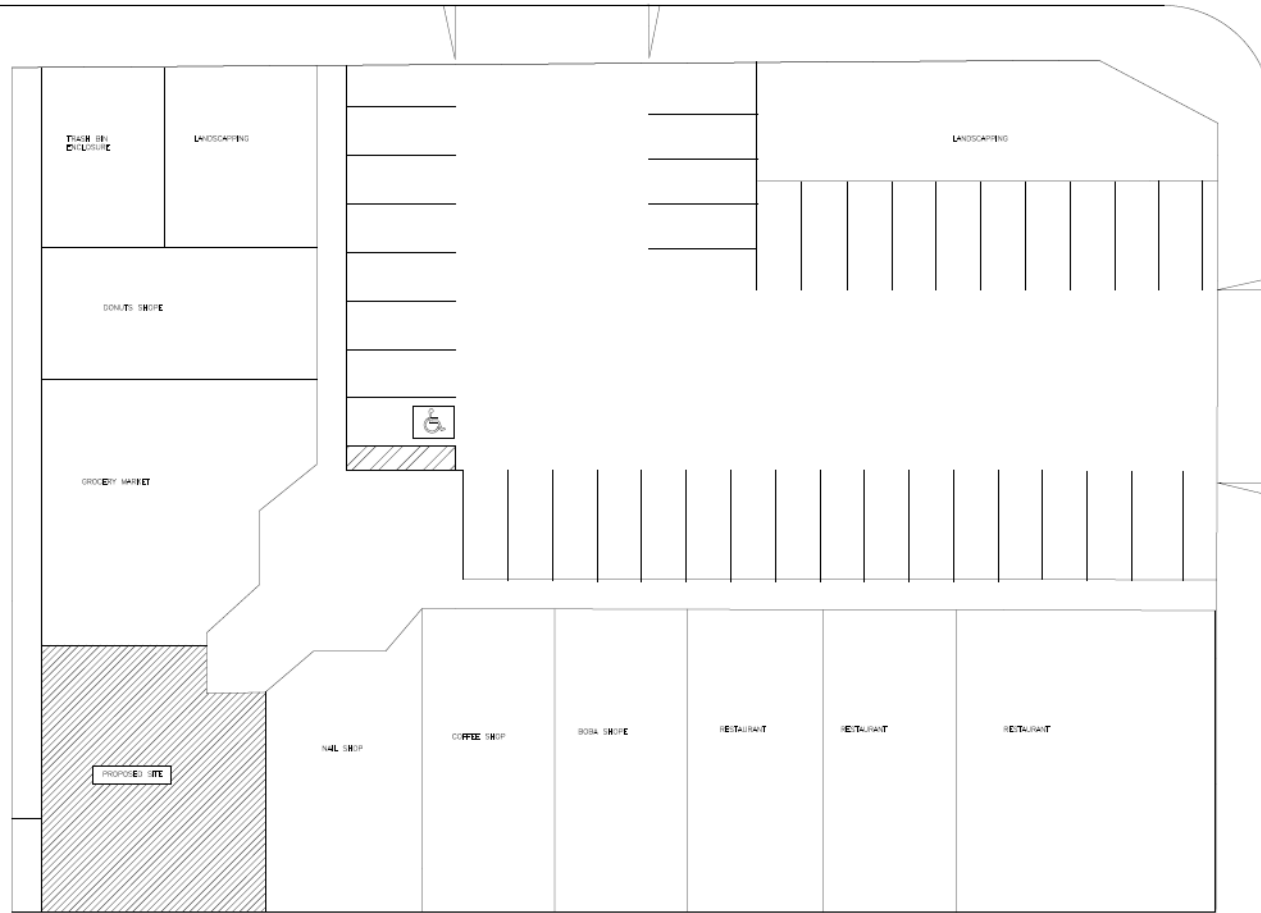 TRASH BIN
ENCLOSURE
LANDSCAPPING
LANDSCAPPING
DONUTS SHOPE
GROCERY MARKET
PROPOSED SITE
NAIL SHOP
COFFEE SHOP
BOBA SHOPE
RESTAURANT
RESTAURANT
RESTAURANT